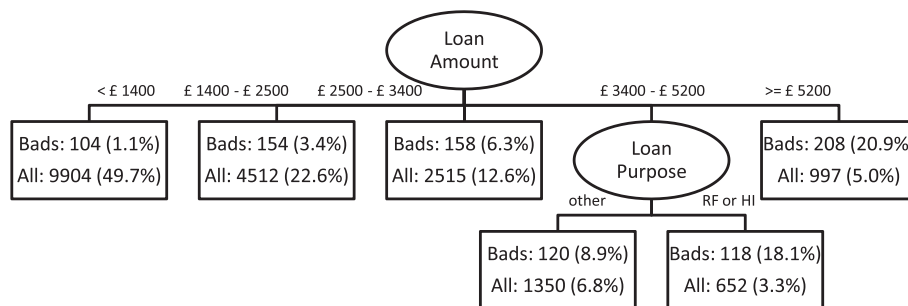 Loan
Amount
< £ 1400
£ 1400 - £ 2500
£ 2500 - £ 3400
£ 3400 - £ 5200
>= £ 5200
Bads: 104 (1.1%)
All: 9904 (49.7%)
Bads: 154 (3.4%)
All: 4512 (22.6%)
Bads: 158 (6.3%)
All: 2515 (12.6%)
Loan
Purpose
Bads: 208 (20.9%
All: 997 (5.0%)
other
RF or HI
Bads: 120 (8.9%)
All: 1350 (6.8%)
Bads: 118 (18.1%)
All: 652 (3.3%)